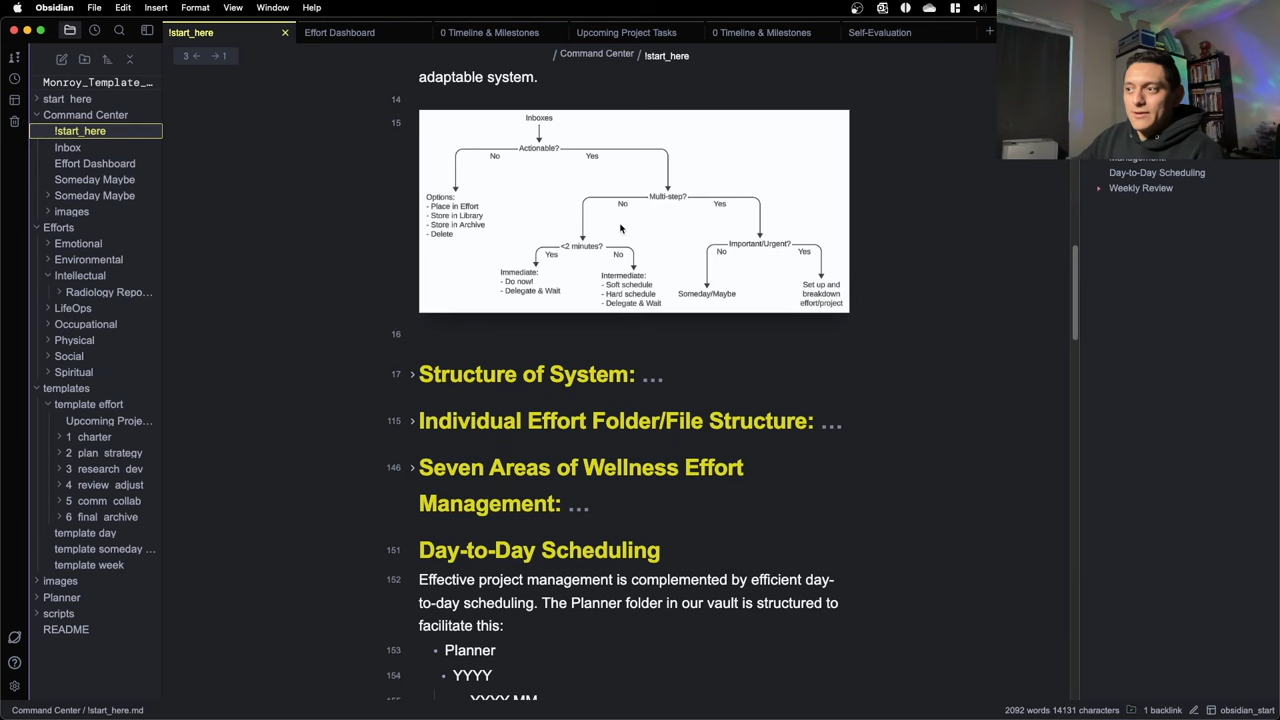 Obsidian File Edit Insert Format View Window Help
!start_here
Effort Dashboard
0 Timeline & Milestones
Upcoming Project Tasks
0 Timeline & Milestones
Self-Evaluation
3 ← → 1
/ Command Center / !start_here
Monroy_Template_...
start here
Command Center
!start_here
Inbox
Effort Dashboard
Someday Maybe
Someday Maybe
images
Efforts
Emotional
Environmental
Intellectual
Radiology Repo...
LifeOps
Occupational
Physical
Social
Spiritual
templates
template effort
Upcoming Proje...
1 charter
2 plan strategy
3 research dev
4 review adjust
5 comm collab
6 final archive
template day
template someday ...
template week
images
Planner
scripts
README
adaptable system.
14
15
Inboxes
Actionable?
No
Yes
Options:
- Place in Effort
- Store in Library
- Store in Archive
- Delete
Multi-step?
No
Yes
<2 minutes?
Yes
No
Immediate:
- Do now!
- Delegate & Wait
Intermediate:
- Soft schedule
- Hard schedule
- Delegate & Wait
Important/Urgent?
No
Yes
Someday/Maybe
Set up and
breakdown
effort/project
16
17 Structure of System: ...
115 Individual Effort Folder/File Structure: ...
146 Seven Areas of Wellness Effort
Management: ...
151 Day-to-Day Scheduling
152 Effective project management is complemented by efficient day-
to-day scheduling. The Planner folder in our vault is structured to
facilitate this:
153 • Planner
154 • YYYY
YYYY-MM
Day-to-Day Scheduling
Weekly Review
Command Center / !start_here.md
2092 words 14131 characters
1 backlink
obsidian_start